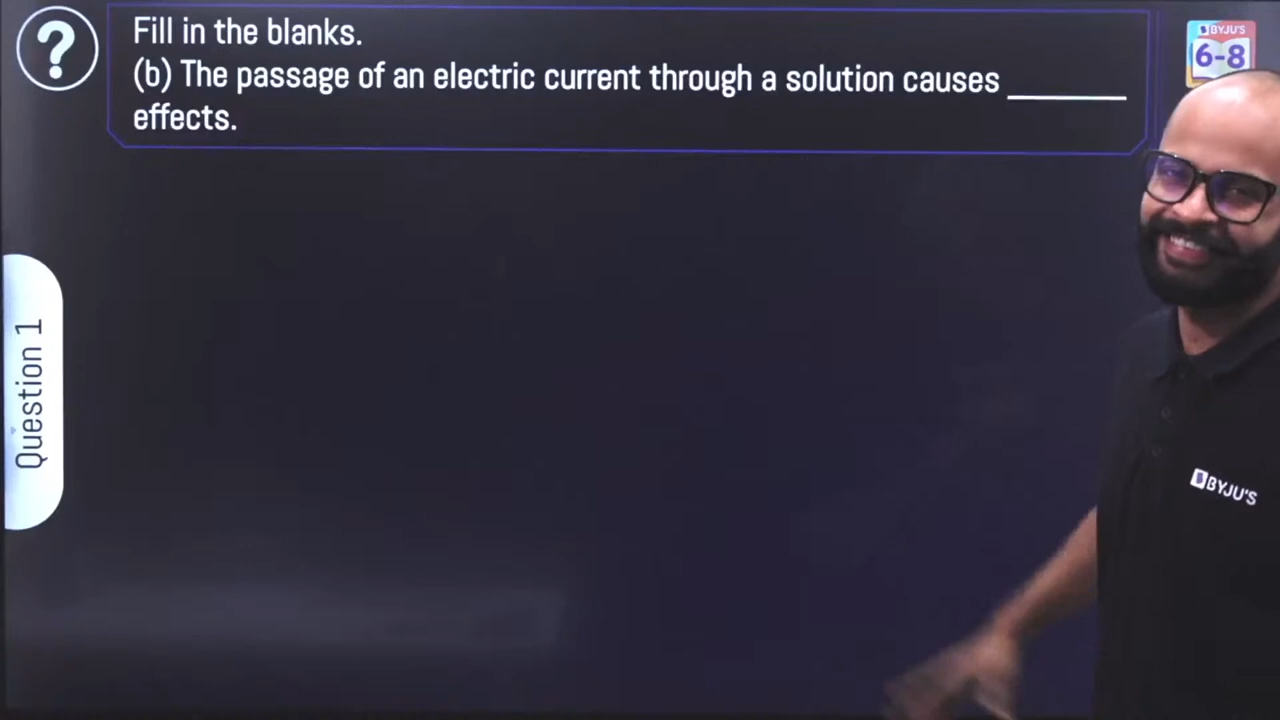 ?
Fill in the blanks.
(b) The passage of an electric current through a solution causes ________
effects.
BYJU'S
6-8
Question 1
BYJU'S